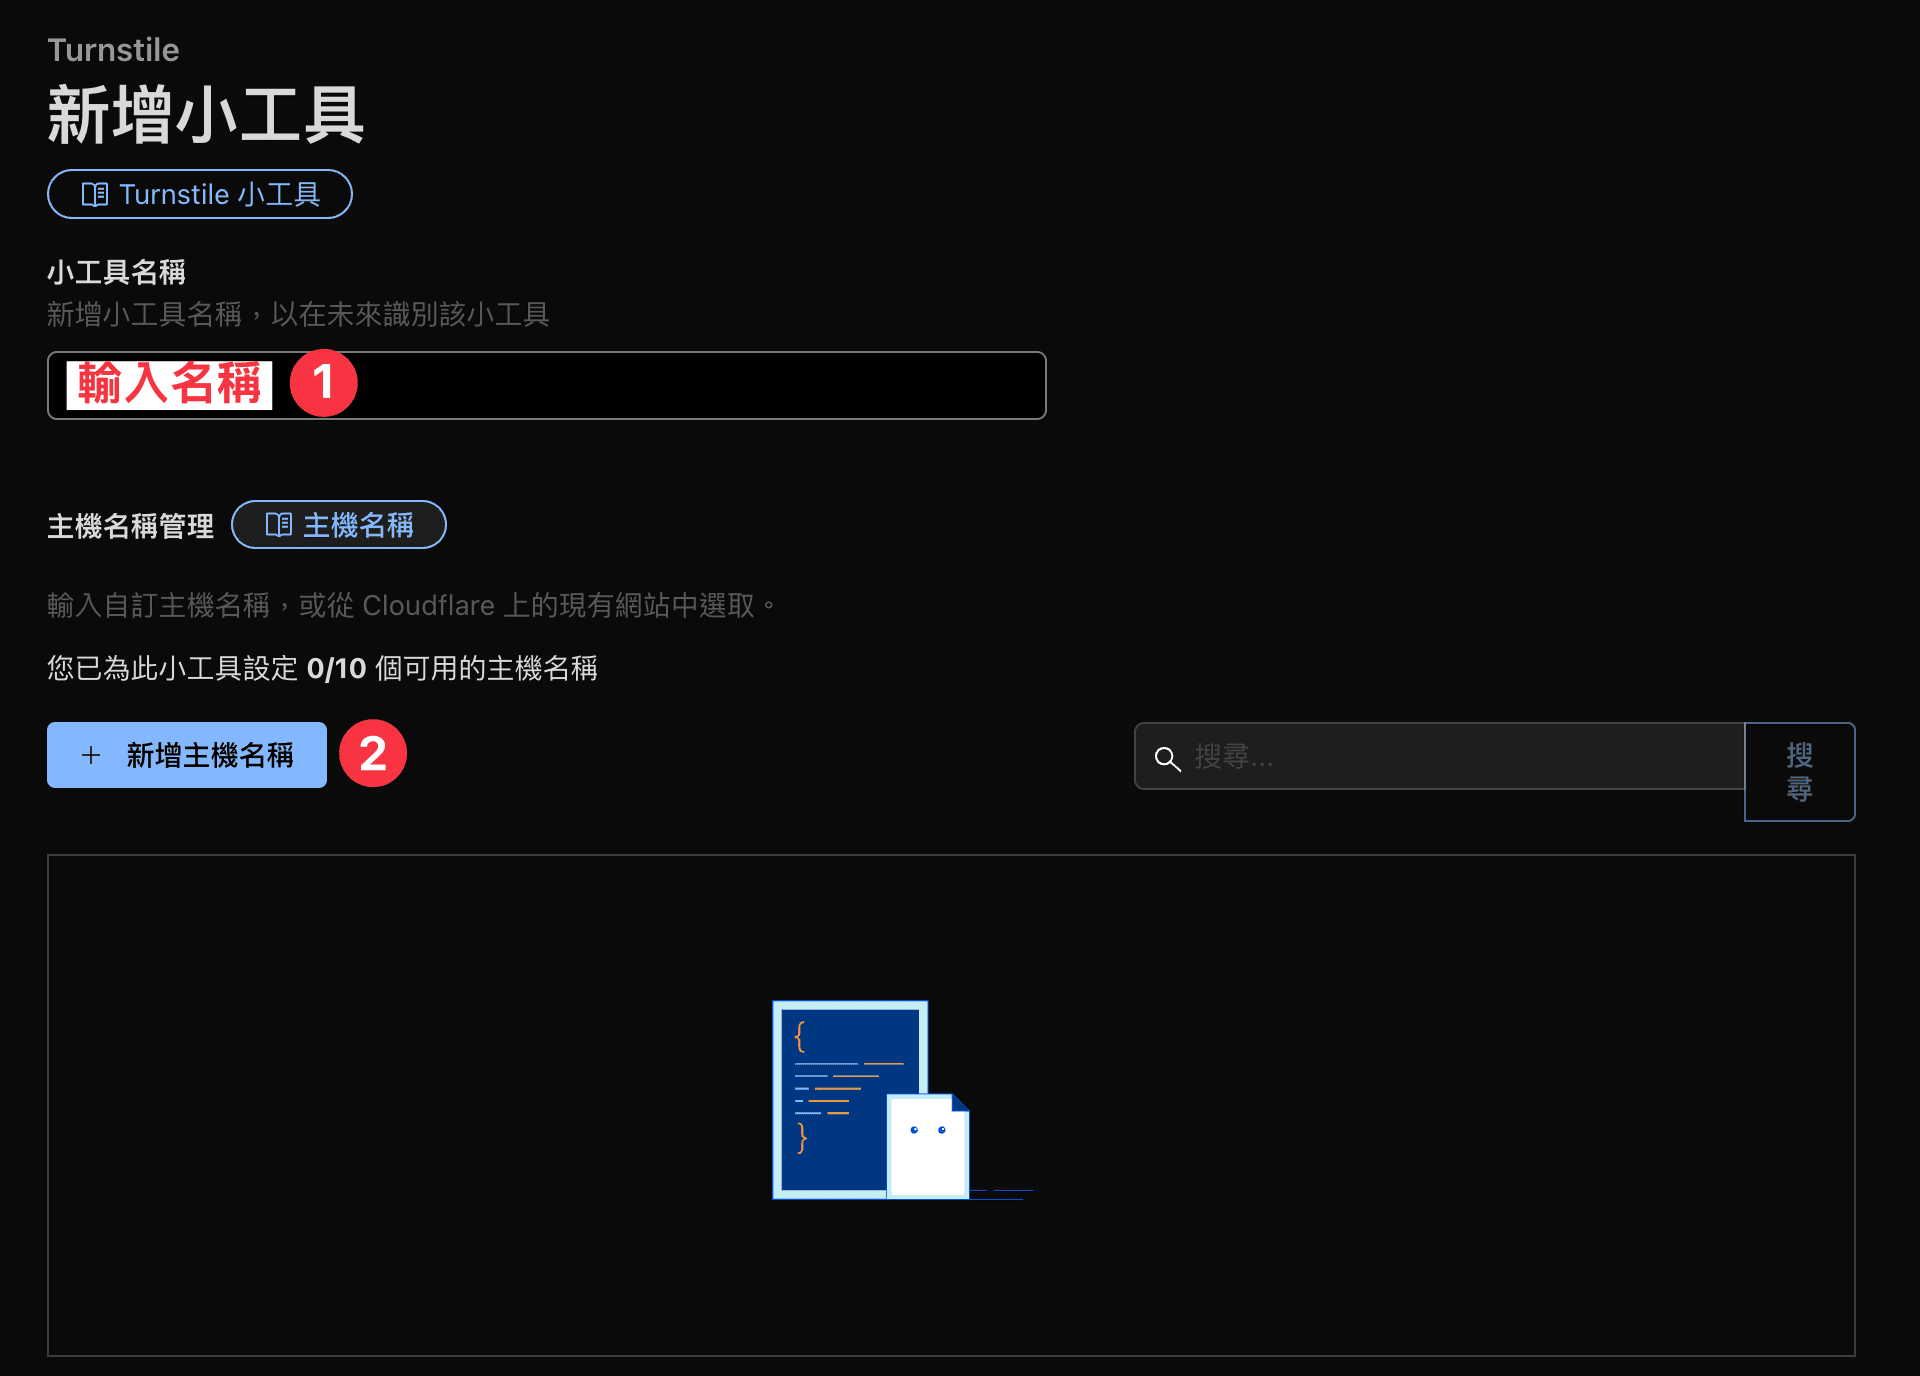 Turnstile
新增小工具
Turnstile 小工具
小工具名稱
新增小工具名稱，以在未來識別該小工具
輸入名稱 1
主機名稱管理 主機名稱
輸入自訂主機名稱，或從 Cloudflare 上的現有網站中選取。
您已為此小工具設定 0/10 個可用的主機名稱
+ 新增主機名稱 2
搜尋...
搜
尋
{
}